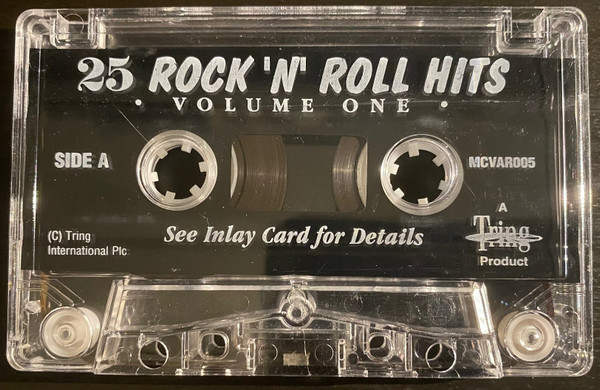 25 ROCK 'N' ROLL HITS
• VOLUME ONE •
SIDE A
MCVAR005
(C) Tring
International Plc
See Inlay Card for Details
A
Tring
Product